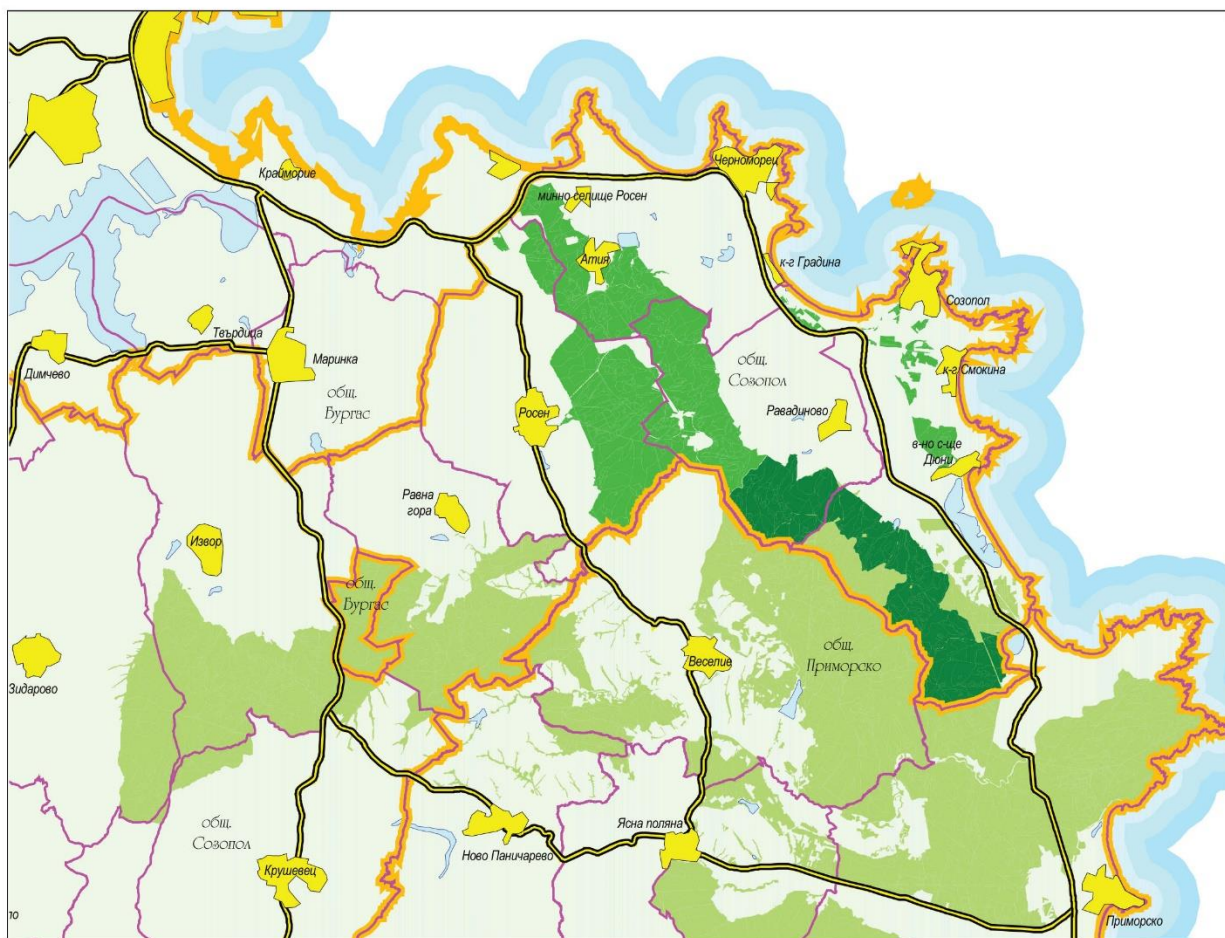 Крайморие
Черноморец
минно селище Росен
Атия
к-г Градина
Созопол
Твърдица
Маринка
Димчево
общ.
Бургас
Росен
общ.
Созопол
к-г Смокина
Равадиново
в-но с-ще
Дюни
Равна
гора
Извор
общ.
Бургас
Веселие
общ.
Приморско
Зидарово
Ясна поляна
общ.
Созопол
Ново Паничарево
Крушевец
по
Приморско